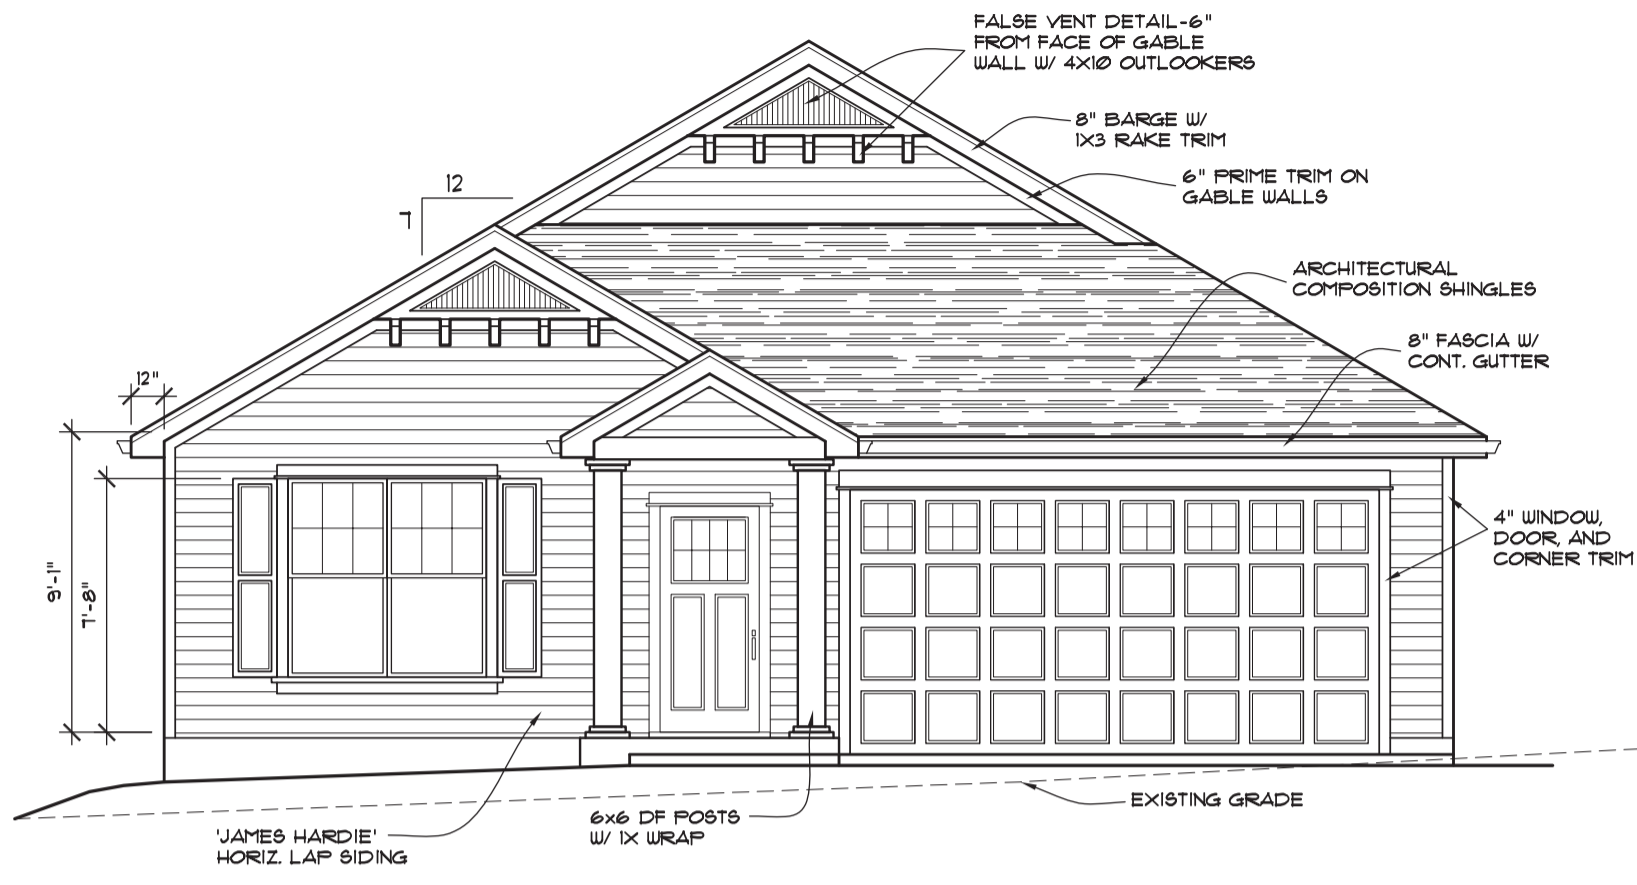 FALSE VENT DETAIL-6"
FROM FACE OF GABLE
WALL W/ 4X10 OUTLOOKERS
8" BARGE W/
1X3 RAKE TRIM
6" PRIME TRIM ON
GABLE WALLS
12
7
ARCHITECTURAL
COMPOSITION SHINGLES
8" FASCIA W/
CONT. GUTTER
12"
9'-1"
7'-8"
4" WINDOW,
DOOR, AND
CORNER TRIM
EXISTING GRADE
6x6 DF POSTS
W/ 1X WRAP
'JAMES HARDIE'
HORIZ. LAP SIDING